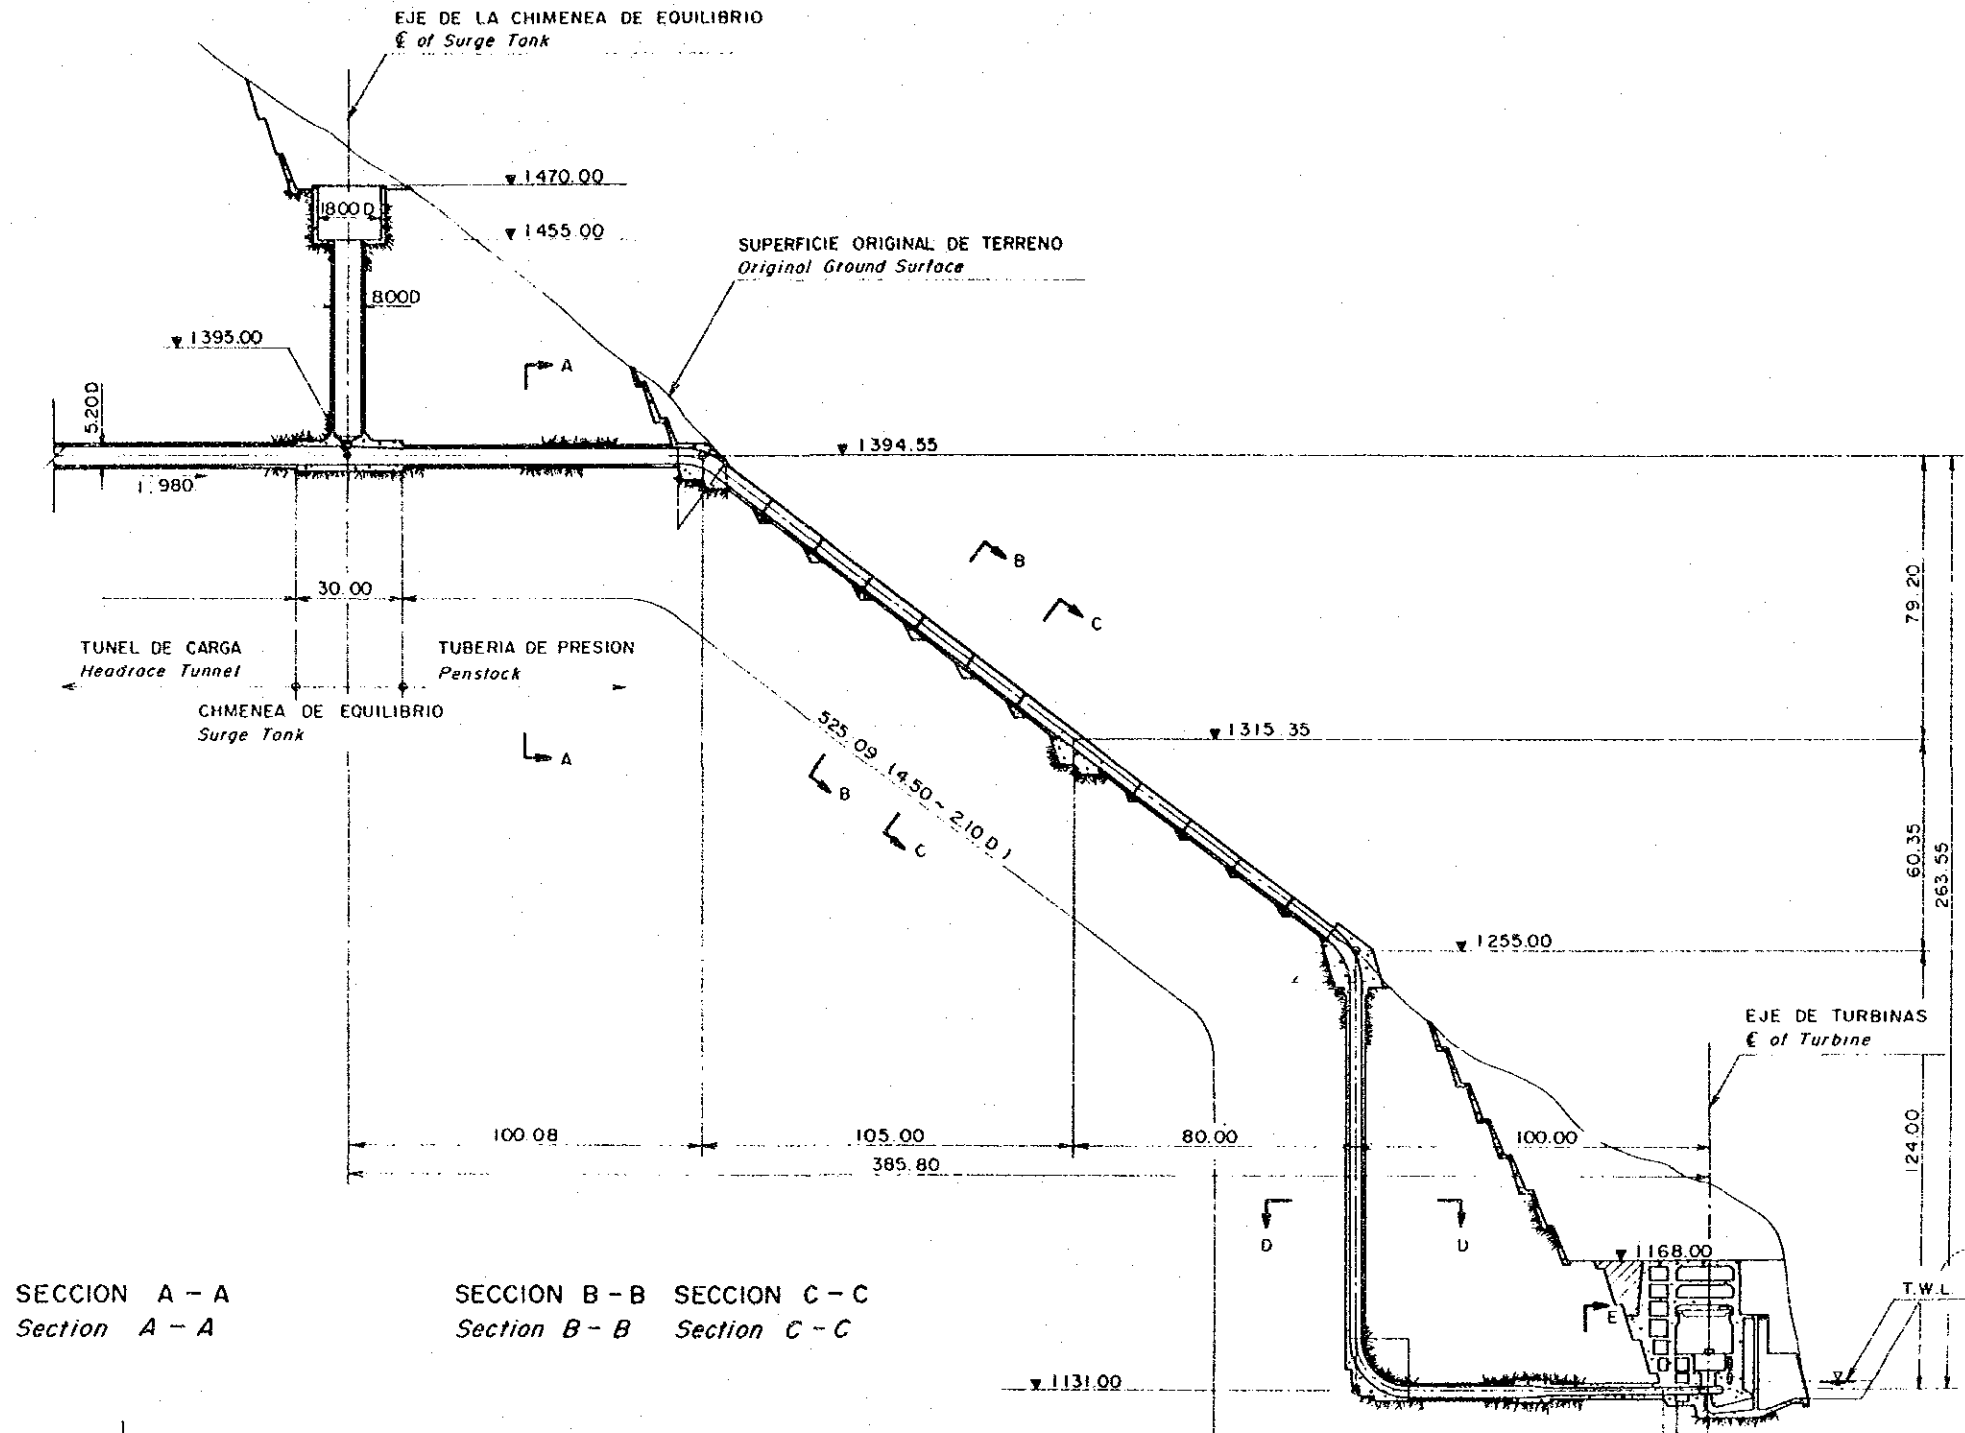 EJE DE LA CHIMENEA DE EQUILIBRIO
℄ of Surge Tank
1470.00
1800 D
1455.00
SUPERFICIE ORIGINAL DE TERRENO
Original Ground Surface
8.00D
1395.00
A
5.20D
1394.55
1:980
B
C
30.00
79.20
TUNEL DE CARGA
Headrace Tunnel
TUBERIA DE PRESION
Penstock
CHMENEA DE EQUILIBRIO
Surge Tank
525.09 (4.50 ~ 2.10 D)
1315.35
A
B
C
60.35
263.55
1255.00
EJE DE TURBINAS
℄ of Turbine
100.08
105.00
80.00
100.00
124.00
385.80
D
D
1168.00
SECCION A - A
Section A - A
SECCION B - B
Section B - B
SECCION C - C
Section C - C
E
T.W.L
1131.00